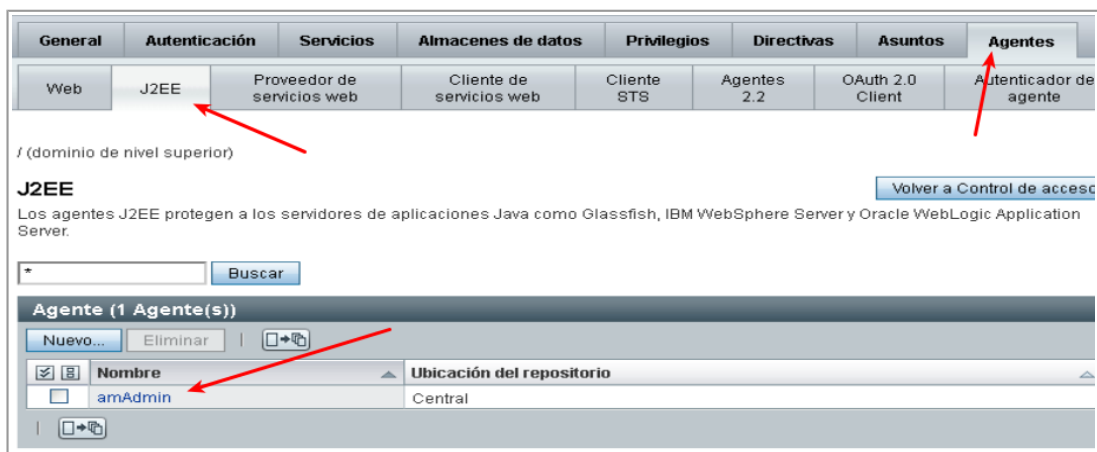 General Autenticación Servicios Almacenes de datos Privilegios Directivas Asuntos Agentes
Web J2EE Proveedor de servicios web Cliente de servicios web Cliente STS Agentes 2.2 OAuth 2.0 Client Autenticador de agente
/ (dominio de nivel superior)
J2EE Volver a Control de acceso
Los agentes J2EE protegen a los servidores de aplicaciones Java como Glassfish, IBM WebSphere Server y Oracle WebLogic Application
Server.
* Buscar
Agente (1 Agente(s))
Nuevo... Eliminar
Nombre Ubicación del repositorio
amAdmin Central